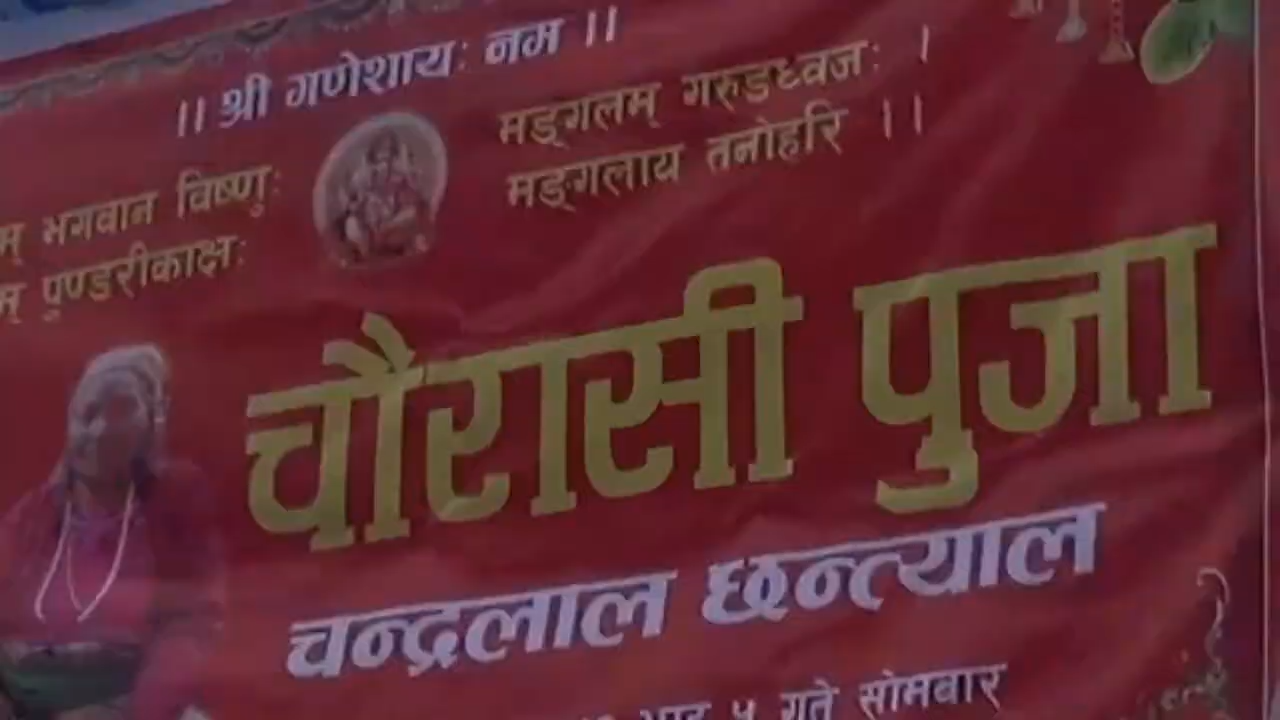 ।। श्री गणेशायः नम ।।
म् भगवान विष्णुः मङ्गलम् गरुडध्वजः ।
म् पुण्डरीकाक्षः मङ्गलाय तनोहरि ।।
चौरासी पुजा
चन्द्रलाल छन्त्याल
५ गते सोमबार